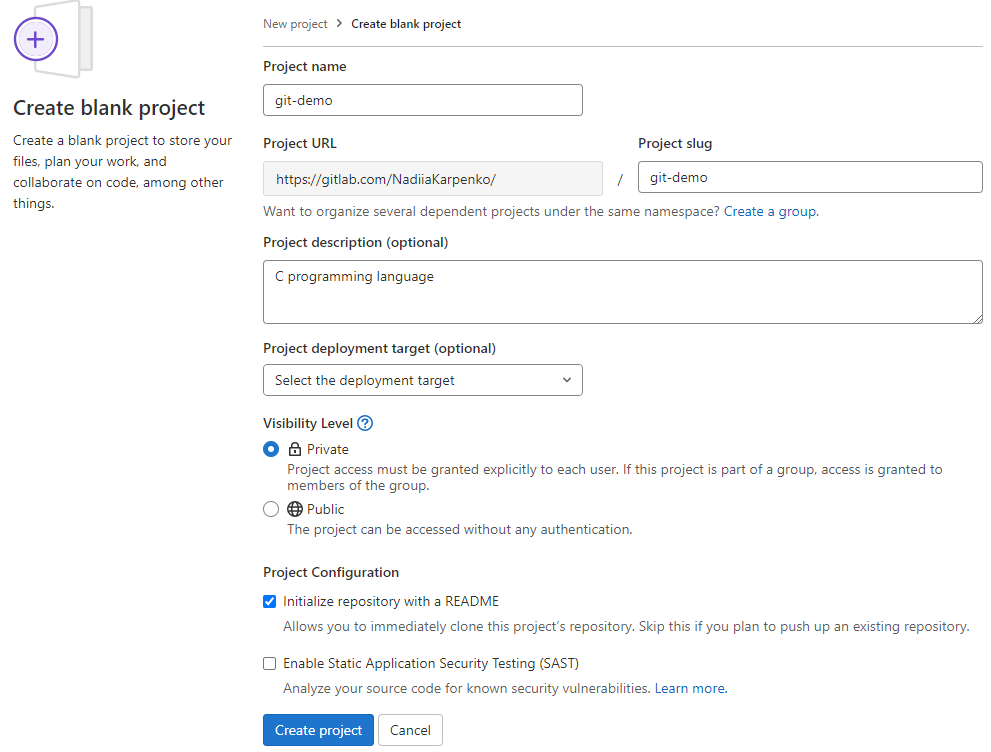 Create blank project
Create a blank project to store your
files, plan your work, and
collaborate on code, among other
things.
New project > Create blank project
Project name
git-demo
Project URL
Project slug
https://gitlab.com/NadiiaKarpenko/
/
git-demo
Want to organize several dependent projects under the same namespace? Create a group.
Project description (optional)
C programming language
Project deployment target (optional)
Select the deployment target
Visibility Level ?
Private
Project access must be granted explicitly to each user. If this project is part of a group, access is granted to
members of the group.
Public
The project can be accessed without any authentication.
Project Configuration
Initialize repository with a README
Allows you to immediately clone this project’s repository. Skip this if you plan to push up an existing repository.
Enable Static Application Security Testing (SAST)
Analyze your source code for known security vulnerabilities. Learn more.
Create project
Cancel